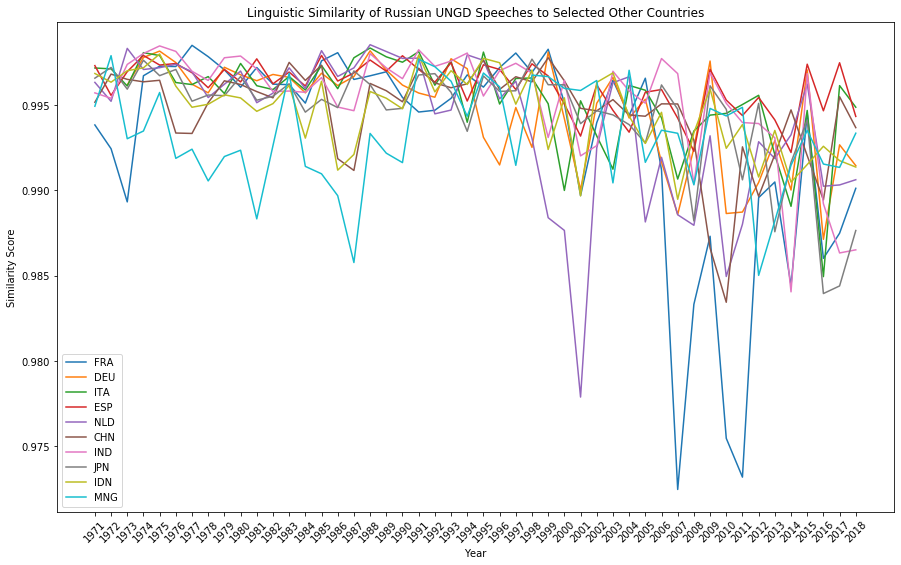 Linguistic Similarity of Russian UNGD Speeches to Selected Other Countries
Similarity Score
0.995
0.990
0.985
0.980
0.975
FRA
DEU
ITA
ESP
NLD
CHN
IND
JPN
IDN
MNG
1971 1972 1973 1974 1975 1976 1977 1978 1979 1980 1981 1982 1983 1984 1985 1986 1987 1988 1989 1990 1991 1992 1993 1994 1995 1996 1997 1998 1999 2000 2001 2002 2003 2004 2005 2006 2007 2008 2009 2010 2011 2012 2013 2014 2015 2016 2017 2018
Year